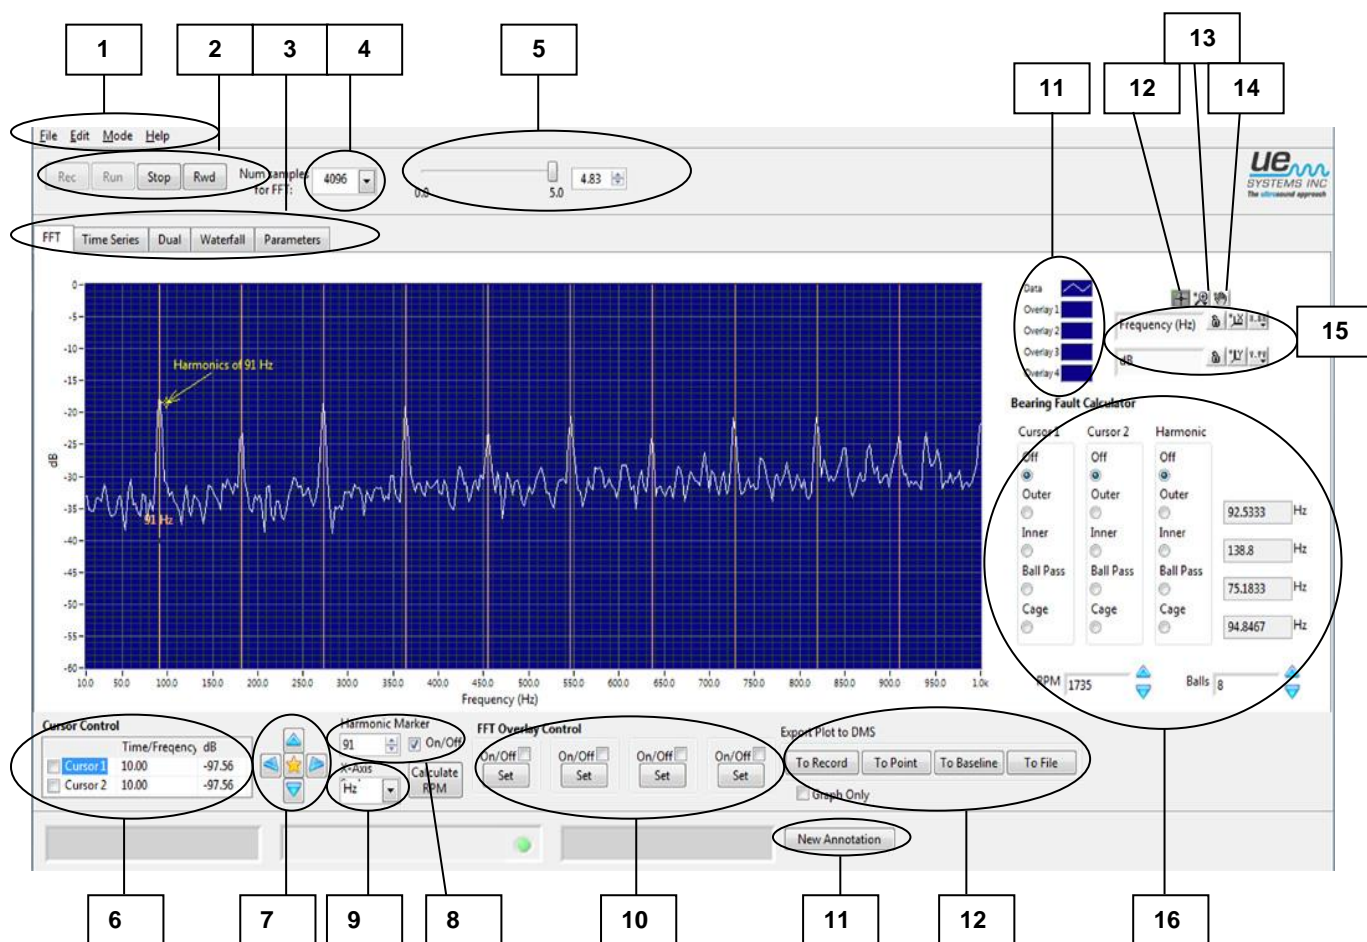 1 2 3 4 5 11 12 13 14
File Edit Mode Help
Rec Run Stop Rwd Num samples for FFT: 4096 0.0 5.0 4.83
ue
SYSTEMS INC
The ultrasound approach
FFT Time Series Dual Waterfall Parameters
Data
Overlay 1
Overlay 2
Overlay 3
Overlay 4
Frequency (Hz)
dB
15
0
-5
-10
-15
-20
-25
-30
-35
-40
-45
-50
-55
-60
dB
Harmonics of 91 Hz
91 Hz
10.0 50.0 100.0 150.0 200.0 250.0 300.0 350.0 400.0 450.0 500.0 550.0 600.0 650.0 700.0 750.0 800.0 850.0 900.0 950.0 1.0k
Frequency (Hz)
Bearing Fault Calculator
Cursor 1 Cursor 2 Harmonic
Off Off Off
Outer Outer Outer
92.5333 Hz
Inner Inner Inner
138.8 Hz
Ball Pass Ball Pass Ball Pass
75.1833 Hz
Cage Cage Cage
94.8467 Hz
RPM 1735 Balls 8
Cursor Control
Time/Freqency dB
Cursor 1 10.00 -97.56
Cursor 2 10.00 -97.56
Harmonic Marker
91 On/Off
X-Axis
Hz
Calculate RPM
FFT Overlay Control
On/Off On/Off On/Off On/Off
Set Set Set Set
Export Plot to DMS
To Record To Point To Baseline To File
Graph Only
New Annotation
6 7 9 8 10 11 12 16